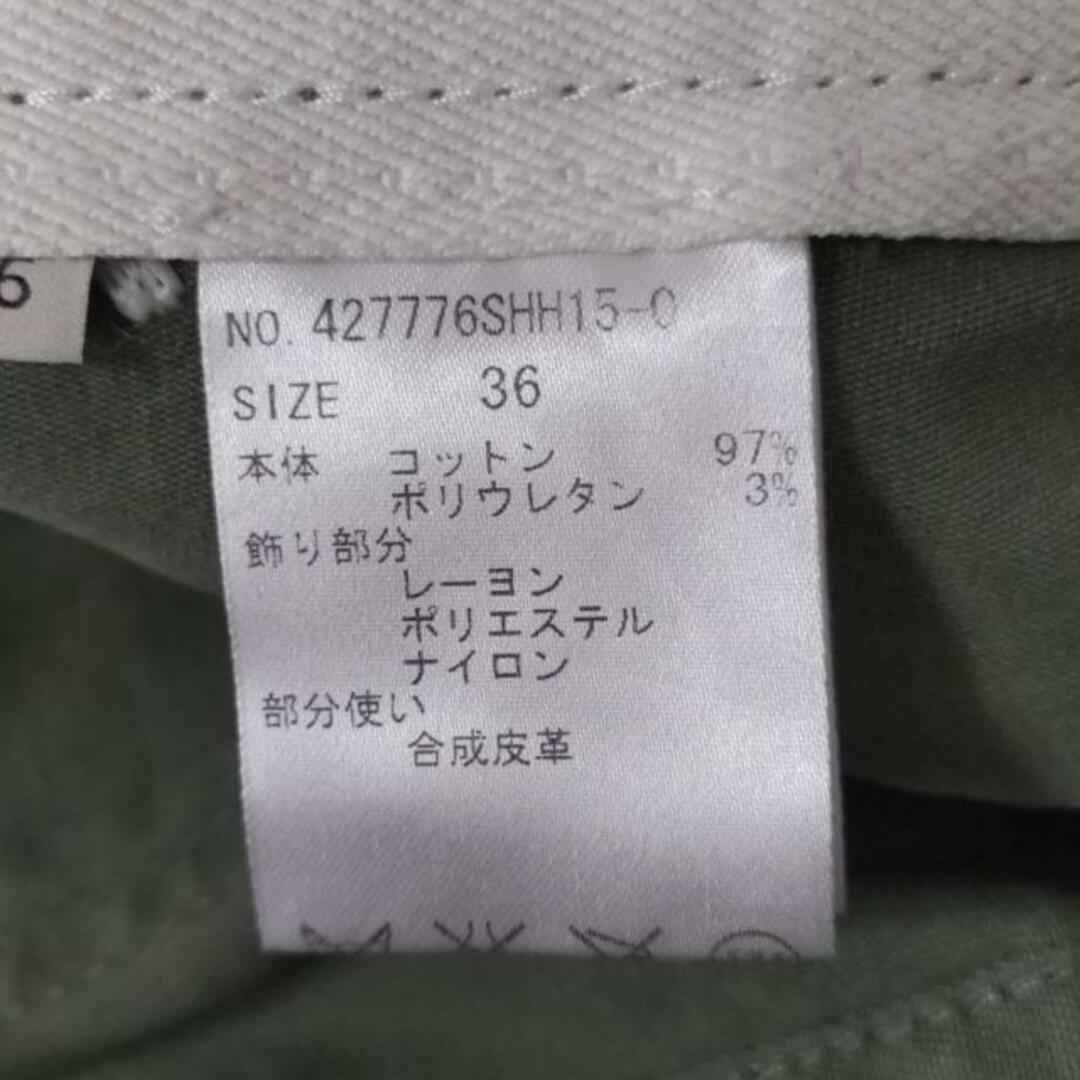 6
NO. 427776SHH15-0
SIZE 36
本体 コットン 97%
ポリウレタン 3%
飾り部分
レーヨン
ポリエステル
ナイロン
部分使い
合成皮革